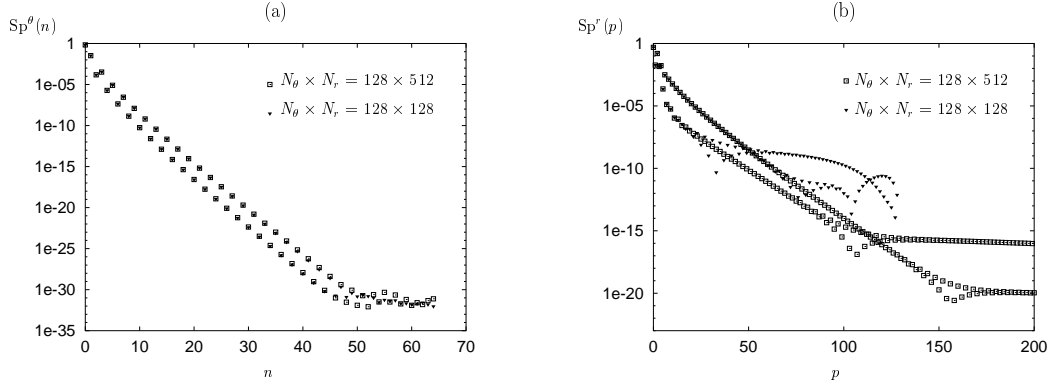 (a)
Sp^θ(n)
1
1e-05
1e-10
1e-15
1e-20
1e-25
1e-30
1e-35
0 10 20 30 40 50 60 70
n
N_θ × N_r = 128 × 512
N_θ × N_r = 128 × 128
(b)
Sp^r(p)
1
1e-05
1e-10
1e-15
1e-20
0 50 100 150 200
p
N_θ × N_r = 128 × 512
N_θ × N_r = 128 × 128